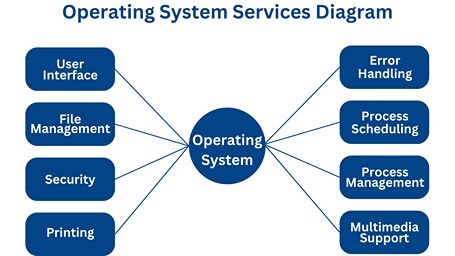 Operating System Services Diagram
User
Interface
File
Management
Security
Printing
Operating
System
Error
Handling
Process
Scheduling
Process
Management
Multimedia
Support